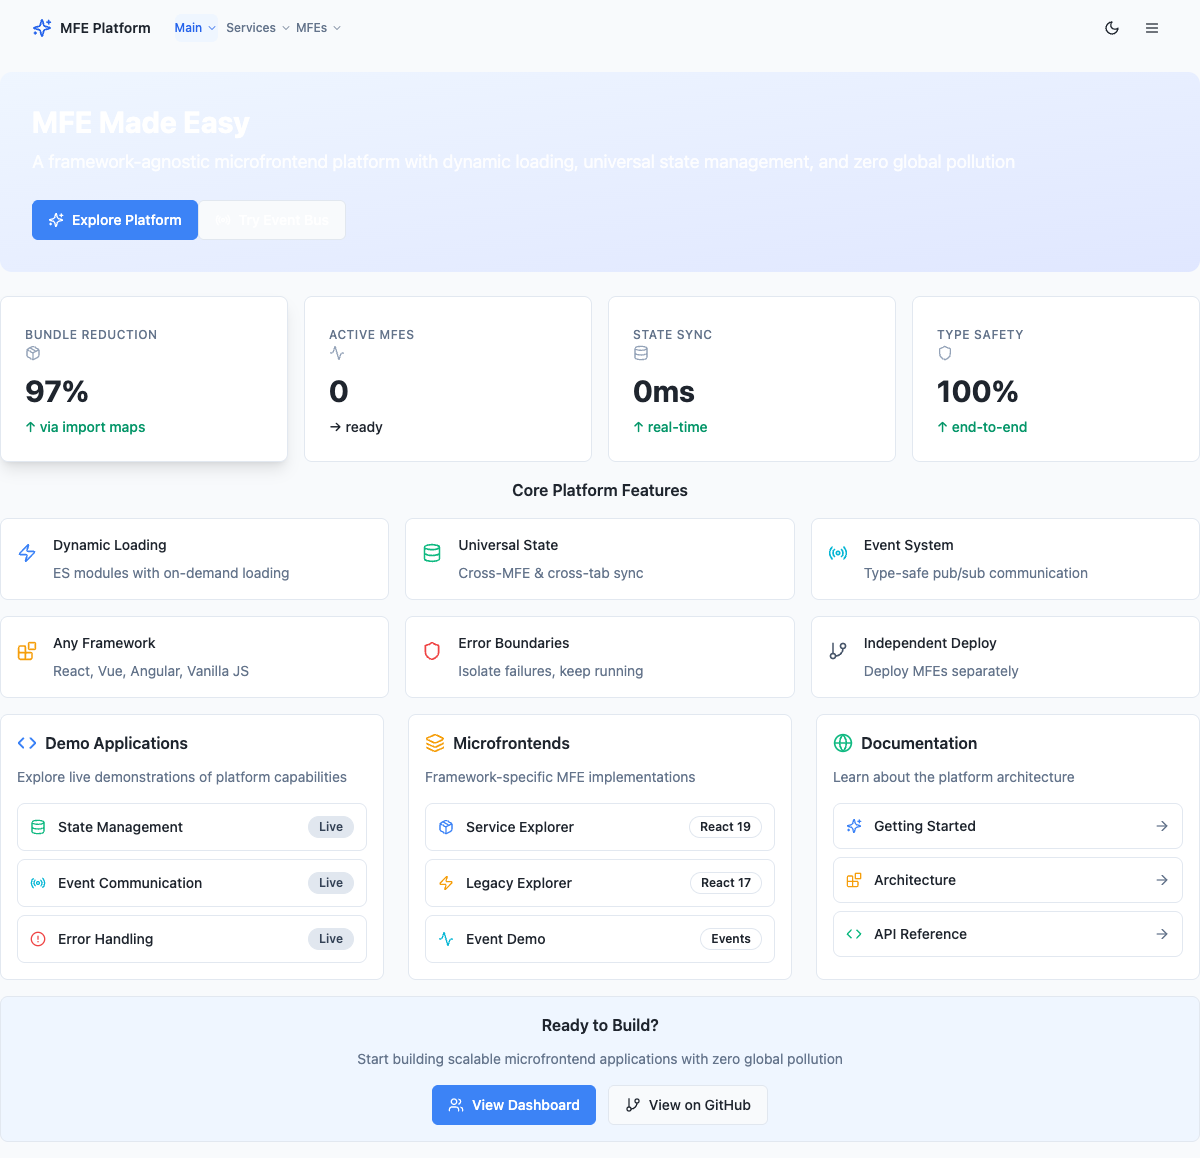 MFE Platform
Main
Services
MFEs
MFE Made Easy
A framework-agnostic microfrontend platform with dynamic loading, universal state management, and zero global pollution
Explore Platform
Try Event Bus
BUNDLE REDUCTION
97%
↑ via import maps
ACTIVE MFES
0
→ ready
STATE SYNC
0ms
↑ real-time
TYPE SAFETY
100%
↑ end-to-end
Core Platform Features
Dynamic Loading
ES modules with on-demand loading
Universal State
Cross-MFE & cross-tab sync
Event System
Type-safe pub/sub communication
Any Framework
React, Vue, Angular, Vanilla JS
Error Boundaries
Isolate failures, keep running
Independent Deploy
Deploy MFEs separately
Demo Applications
Explore live demonstrations of platform capabilities
State Management
Live
Event Communication
Live
Error Handling
Live
Microfrontends
Framework-specific MFE implementations
Service Explorer
React 19
Legacy Explorer
React 17
Event Demo
Events
Documentation
Learn about the platform architecture
Getting Started →
Architecture →
API Reference →
Ready to Build?
Start building scalable microfrontend applications with zero global pollution
View Dashboard
View on GitHub